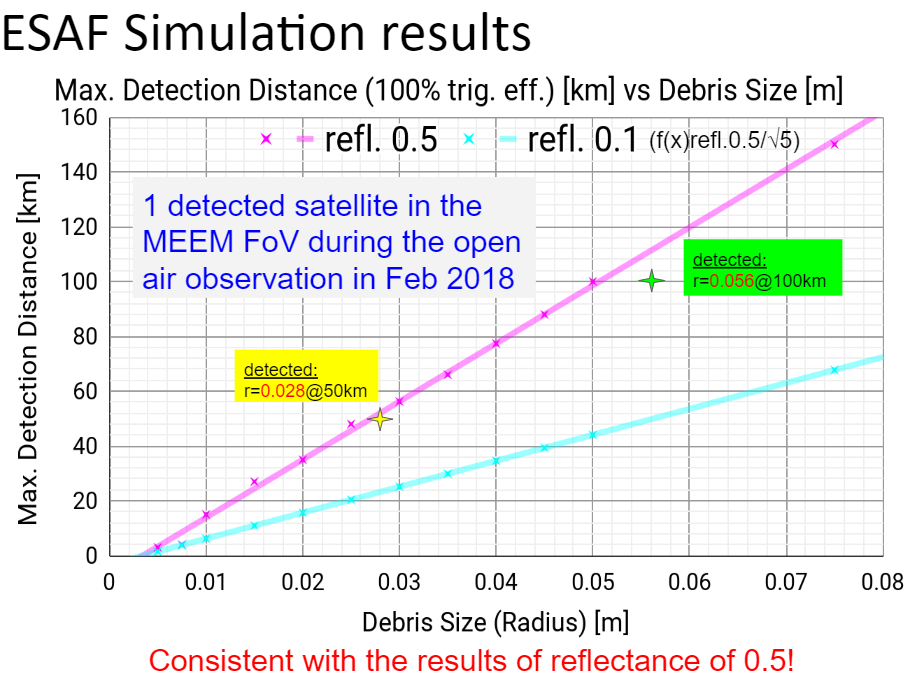 ESAF Simulation results
Max. Detection Distance (100% trig. eff.) [km] vs Debris Size [m]
160
140
120
100
80
60
40
20
0
Max. Detection Distance [km]
refl. 0.5 refl. 0.1 (f(x)refl.0.5/√5)
1 detected satellite in the
MEEM FoV during the open
air observation in Feb 2018
detected:
r=0.056@100km
detected:
r=0.028@50km
0 0.01 0.02 0.03 0.04 0.05 0.06 0.07 0.08
Debris Size (Radius) [m]
Consistent with the results of reflectance of 0.5!